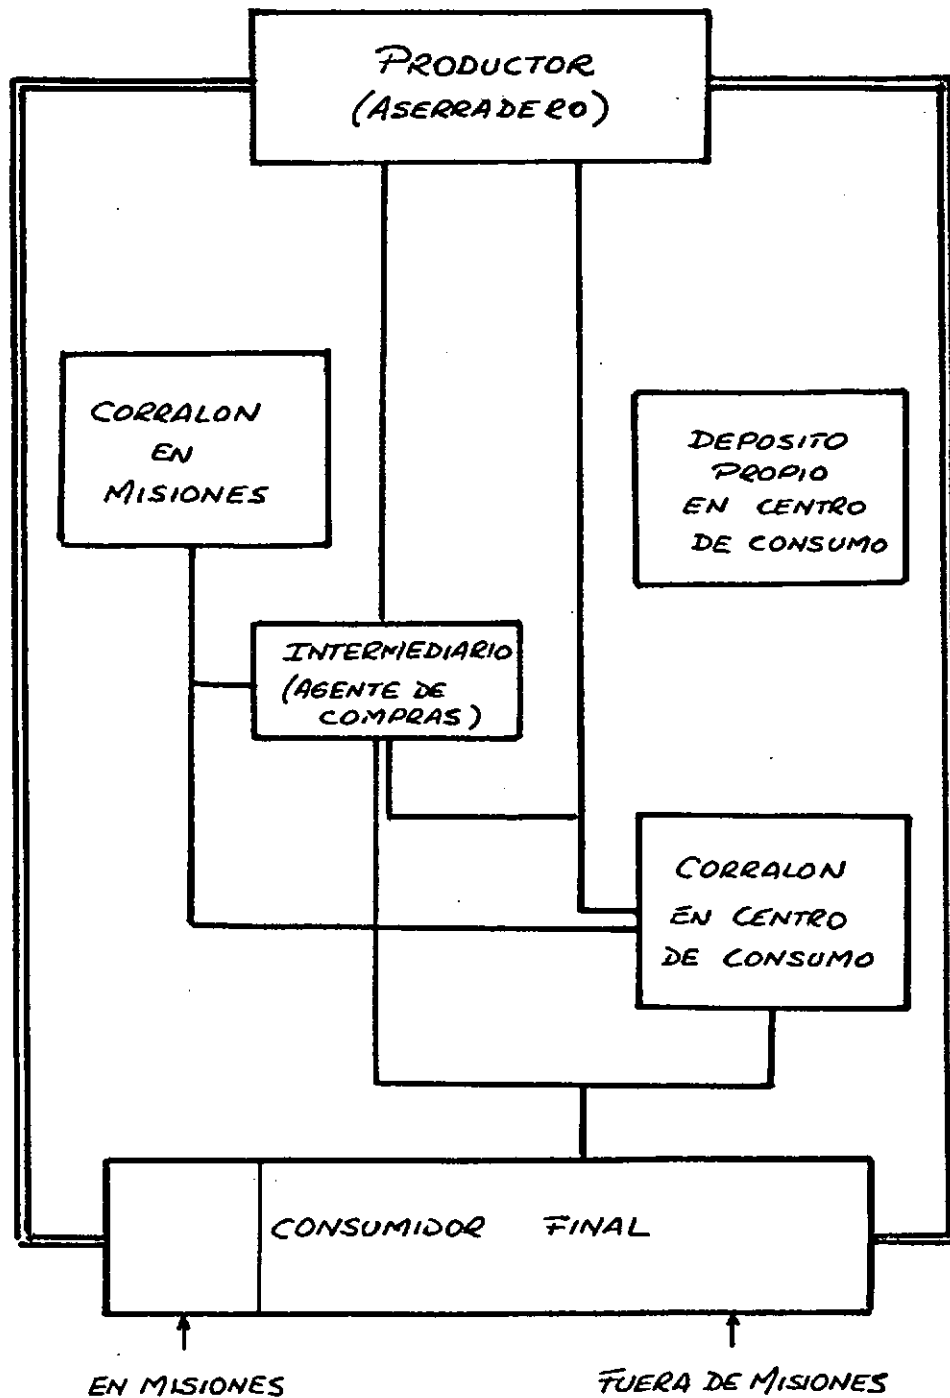 PRODUCTOR
(ASERRADERO)
CORRALON
EN
MISIONES
DEPOSITO
PROPIO
EN CENTRO
DE CONSUMO
INTERMEDIARIO
(AGENTE DE
COMPRAS)
CORRALON
EN CENTRO
DE CONSUMO
CONSUMIDOR FINAL
EN MISIONES
FUERA DE MISIONES